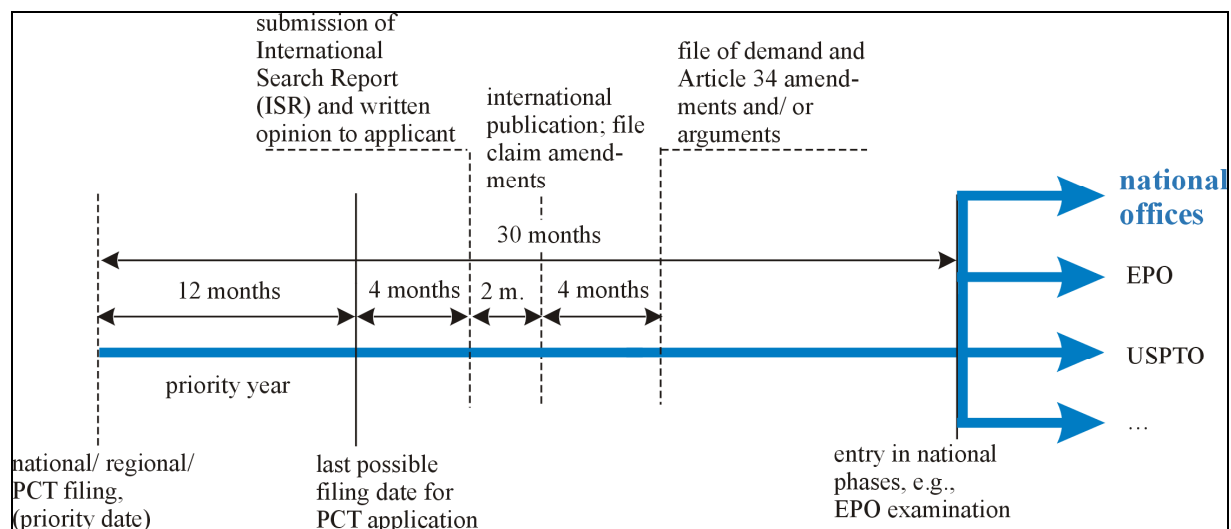 submission of
International
Search Report
(ISR) and written
opinion to applicant
international
publication; file
claim amend-
ments
file of demand and
Article 34 amend-
ments and/ or
arguments
national
offices
30 months
EPO
12 months
4 months
2 m.
4 months
USPTO
priority year
...
national/ regional/
PCT filing,
(priority date)
last possible
filing date for
PCT application
entry in national
phases, e.g.,
EPO examination